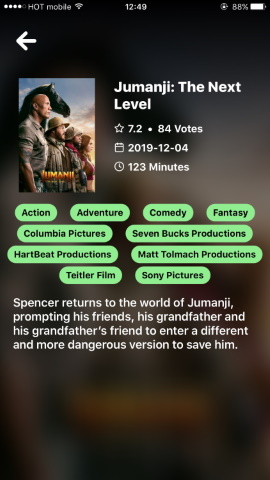 HOT mobile
12:49
88%
Jumanji: The Next
Level
7.2 • 84 Votes
2019-12-04
123 Minutes
JUMANJI
Action Adventure Comedy Fantasy
Columbia Pictures Seven Bucks Productions
HartBeat Productions Matt Tolmach Productions
Teitler Film Sony Pictures
Spencer returns to the world of Jumanji,
prompting his friends, his grandfather and
his grandfather’s friend to enter a different
and more dangerous version to save him.